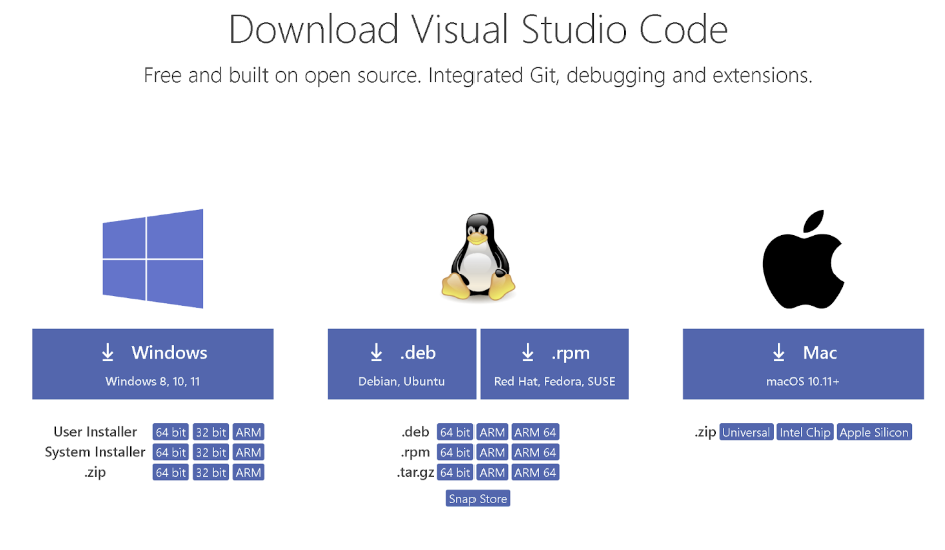 Download Visual Studio Code
Free and built on open source. Integrated Git, debugging and extensions.
Windows
Windows 8, 10, 11
User Installer 64 bit 32 bit ARM
System Installer 64 bit 32 bit ARM
.zip 64 bit 32 bit ARM
.deb
Debian, Ubuntu
.rpm
Red Hat, Fedora, SUSE
.deb 64 bit ARM ARM 64
.rpm 64 bit ARM ARM 64
.tar.gz 64 bit ARM ARM 64
Snap Store
Mac
macOS 10.11+
.zip Universal Intel Chip Apple Silicon